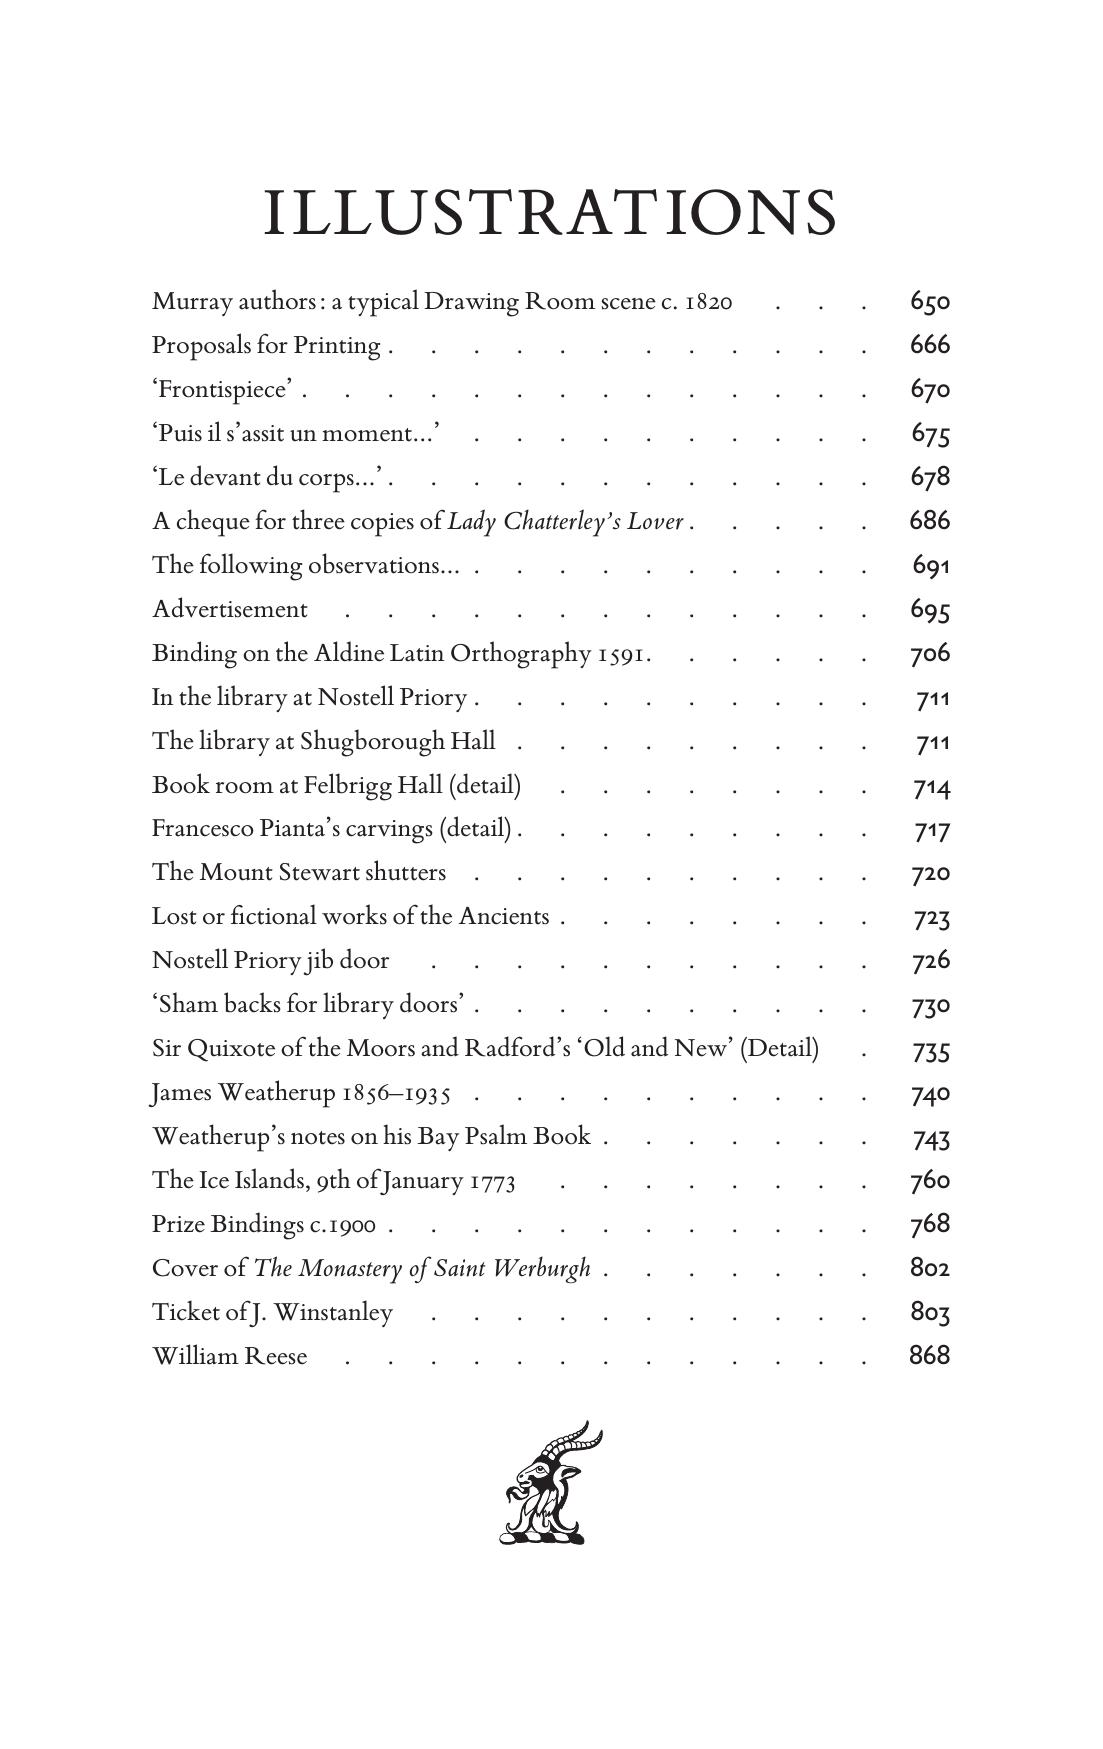 ILLUSTRATIONS
Murray authors: a typical Drawing Room scene c. 1820 . . . 650
Proposals for Printing . . . . . . . . . . . . 666
‘Frontispiece’ . . . . . . . . . . . . . . 670
‘Puis il s’assit un moment...’ . . . . . . . . . . 675
‘Le devant du corps...’ . . . . . . . . . . . . 678
A cheque for three copies of Lady Chatterley’s Lover . . . . . 686
The following observations... . . . . . . . . . . . 691
Advertisement . . . . . . . . . . . . . 695
Binding on the Aldine Latin Orthography 1591. . . . . . 706
In the library at Nostell Priory . . . . . . . . . . 711
The library at Shugborough Hall . . . . . . . . . 711
Book room at Felbrigg Hall (detail) . . . . . . . . 714
Francesco Pianta’s carvings (detail) . . . . . . . . . 717
The Mount Stewart shutters . . . . . . . . . . 720
Lost or fictional works of the Ancients . . . . . . . . 723
Nostell Priory jib door . . . . . . . . . . . 726
‘Sham backs for library doors’ . . . . . . . . . . 730
Sir Quixote of the Moors and Radford’s ‘Old and New’ (Detail) . 735
James Weatherup 1856–1935 . . . . . . . . . . 740
Weatherup’s notes on his Bay Psalm Book . . . . . . . 743
The Ice Islands, 9th of January 1773 . . . . . . . . 760
Prize Bindings c.1900 . . . . . . . . . . . . 768
Cover of The Monastery of Saint Werburgh . . . . . . . 802
Ticket of J. Winstanley . . . . . . . . . . . 803
William Reese . . . . . . . . . . . . . 868